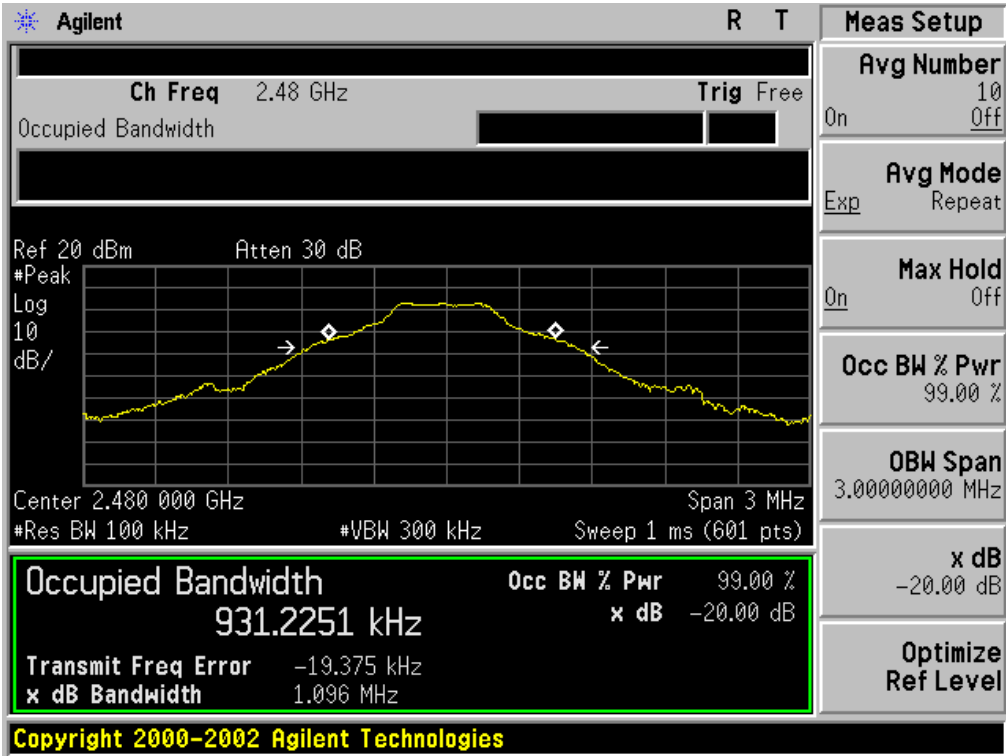 Agilent R T
Ch Freq 2.48 GHz Trig Free
Occupied Bandwidth
Ref 20 dBm Atten 30 dB
#Peak
Log
10
dB/
Center 2.480 000 GHz Span 3 MHz
#Res BW 100 kHz #VBW 300 kHz Sweep 1 ms (601 pts)
Occupied Bandwidth
931.2251 kHz
Occ BW % Pwr 99.00 %
x dB -20.00 dB
Transmit Freq Error -19.375 kHz
x dB Bandwidth 1.096 MHz
Copyright 2000-2002 Agilent Technologies
Meas Setup
Avg Number
10
On Off
Avg Mode
Exp Repeat
Max Hold
On Off
Occ BW % Pwr
99.00 %
OBW Span
3.00000000 MHz
x dB
-20.00 dB
Optimize
Ref Level